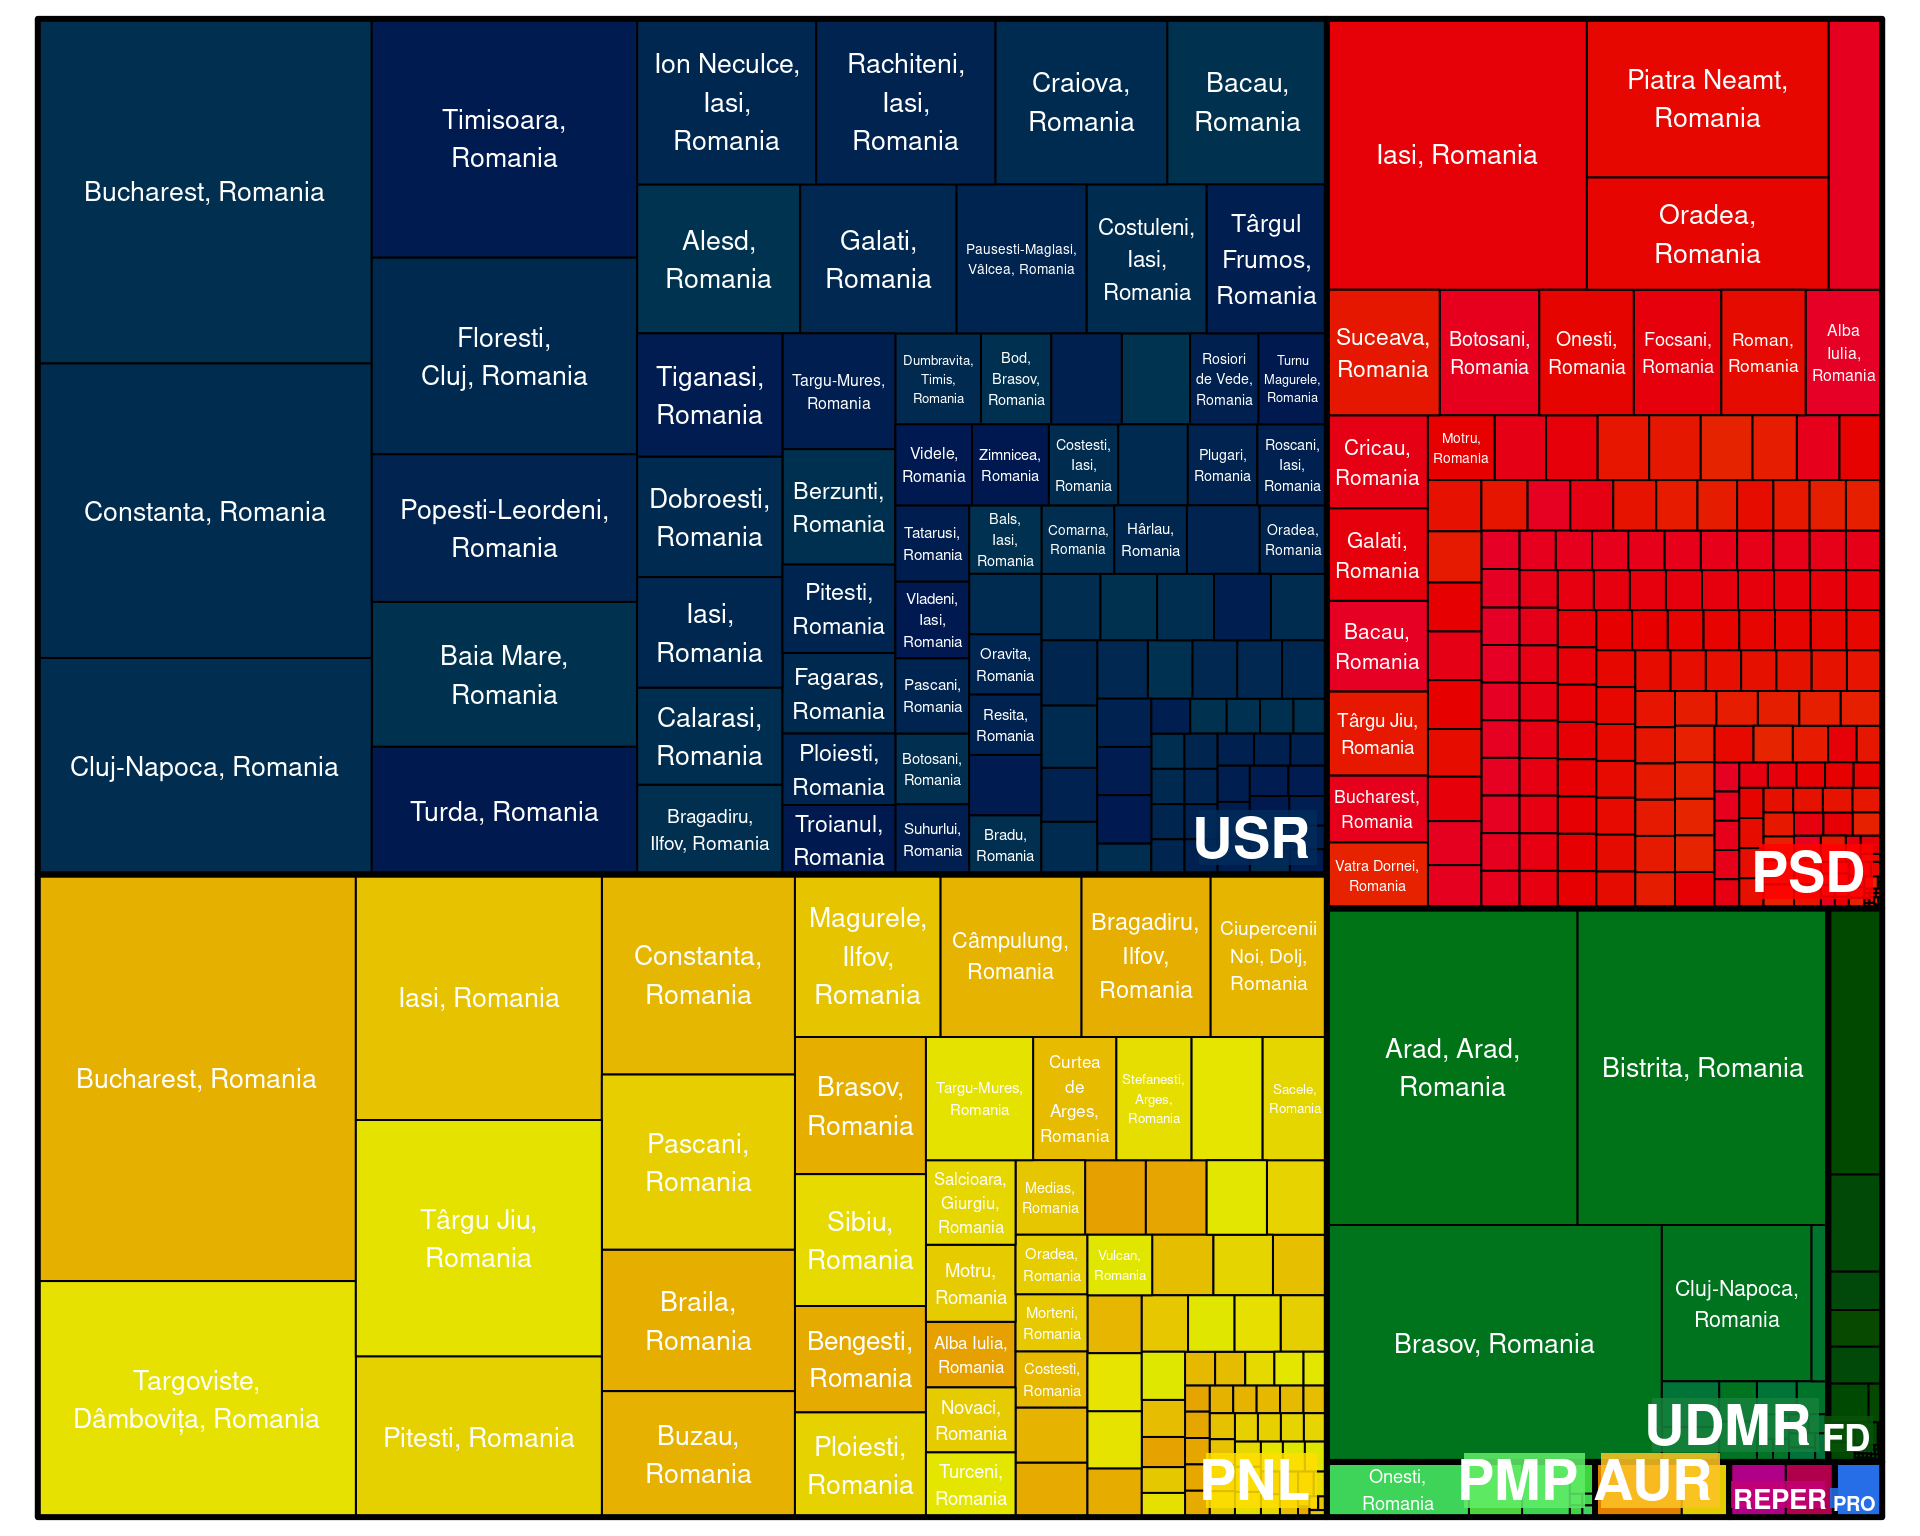 Bucharest, Romania
Constanta, Romania
Cluj-Napoca, Romania
Timisoara,
Romania
Floresti,
Cluj, Romania
Popesti-Leordeni,
Romania
Baia Mare,
Romania
Turda, Romania
Ion Neculce,
Iasi,
Romania
Rachiteni,
Iasi,
Romania
Craiova,
Romania
Bacau,
Romania
Alesd,
Romania
Galati,
Romania
Pausesti-Maglasi,
Vâlcea, Romania
Costuleni,
Iasi,
Romania
Târgul
Frumos,
Romania
Tiganasi,
Romania
Dobroesti,
Romania
Iasi,
Romania
Calarasi,
Romania
Bragadiru,
Ilfov, Romania
Targu-Mures,
Romania
Berzunti,
Romania
Pitesti,
Romania
Fagaras,
Romania
Ploiesti,
Romania
Troianul,
Romania
Dumbravita,
Timis,
Romania
Bod,
Brasov,
Romania
Rosiori
de Vede,
Romania
Turnu
Magurele,
Romania
Videle,
Romania
Zimnicea,
Romania
Costesti,
Iasi,
Romania
Plugari,
Romania
Roscani,
Iasi,
Romania
Tatarusi,
Romania
Bals,
Iasi,
Romania
Comarna,
Romania
Hârlau,
Romania
Oradea,
Romania
Vladeni,
Iasi,
Romania
Pascani,
Romania
Botosani,
Romania
Suhurlui,
Romania
Oravita,
Romania
Resita,
Romania
Bradu,
Romania
USR
Iasi, Romania
Piatra Neamt,
Romania
Oradea,
Romania
Suceava,
Romania
Botosani,
Romania
Onesti,
Romania
Focsani,
Romania
Roman,
Romania
Alba
Iulia,
Romania
Cricau,
Romania
Motru,
Romania
Galati,
Romania
Bacau,
Romania
Târgu Jiu,
Romania
Bucharest,
Romania
Vatra Dornei,
Romania
PSD
Bucharest, Romania
Targoviste,
Dâmbovița, Romania
Iasi, Romania
Târgu Jiu,
Romania
Pitesti, Romania
Constanta,
Romania
Pascani,
Romania
Braila,
Romania
Buzau,
Romania
Magurele,
Ilfov,
Romania
Câmpulung,
Romania
Bragadiru,
Ilfov,
Romania
Ciupercenii
Noi, Dolj,
Romania
Brasov,
Romania
Sibiu,
Romania
Bengesti,
Romania
Ploiesti,
Romania
Targu-Mures,
Romania
Curtea
de
Arges,
Romania
Stefanesti,
Arges,
Romania
Sacele,
Romania
Salcioara,
Giurgiu,
Romania
Motru,
Romania
Alba Iulia,
Romania
Novaci,
Romania
Turceni,
Romania
Medias,
Romania
Oradea,
Romania
Vulcan,
Romania
Morteni,
Romania
Costesti,
Romania
PNL
Arad, Arad,
Romania
Bistrita, Romania
Brasov, Romania
Cluj-Napoca,
Romania
UDMR
FD
Onesti,
Romania
PMP
AUR
REPER
PRO